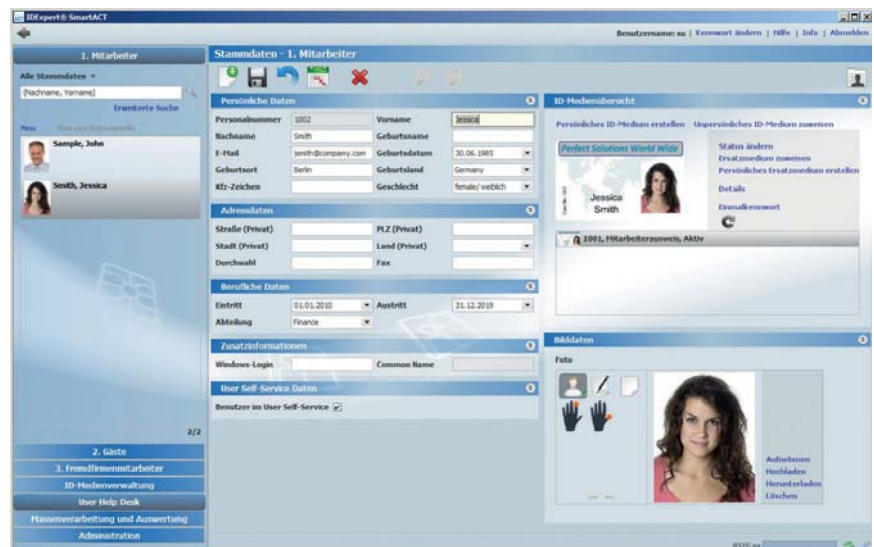 IDExpert® SmartACT
Benutzername: su | Kennwort ändern | Hilfe | Info | Abmelden
1. Mitarbeiter
Alle Stammdaten
(Nachname, Vorname)
Erweiterte Suche
Neu
Sample, John
Smith, Jessica
2/2
2. Gäste
3. Fremdfirmenmitarbeiter
ID-Medienverwaltung
User Help Desk
Massenverarbeitung und Auswertung
Administration
Stammdaten - 1. Mitarbeiter
Persönliche Daten
Personalnummer 1002 Vorname Jessica
Nachname Smith Geburtsname
E-Mail jsmith@company.com Geburtsdatum 30.06.1985
Geburtsort Berlin Geburtsland Germany
Kfz-Zeichen Geschlecht female/ weiblich
Adressdaten
Straße (Privat) PLZ (Privat)
Stadt (Privat) Land (Privat)
Durchwahl Fax
Berufliche Daten
Eintritt 01.01.2010 Austritt 31.12.2019
Abteilung Finance
Zusatzinformationen
Windows-Login Common Name
User Self-Service Daten
Benutzer im User Self-Service
ID-Medienübersicht
Persönliches ID-Medium erstellen Unpersönliches ID-Medium zuweisen
Perfect Solutions World Wide
Jessica
Smith
Status ändern
Ersatzmedium zuweisen
Persönliches Ersatzmedium erstellen
Details
Einmalkennwort
1001, Mitarbeiterausweis, Aktiv
Bilddaten
Foto
Aufnehmen
Hochladen
Herunterladen
Löschen